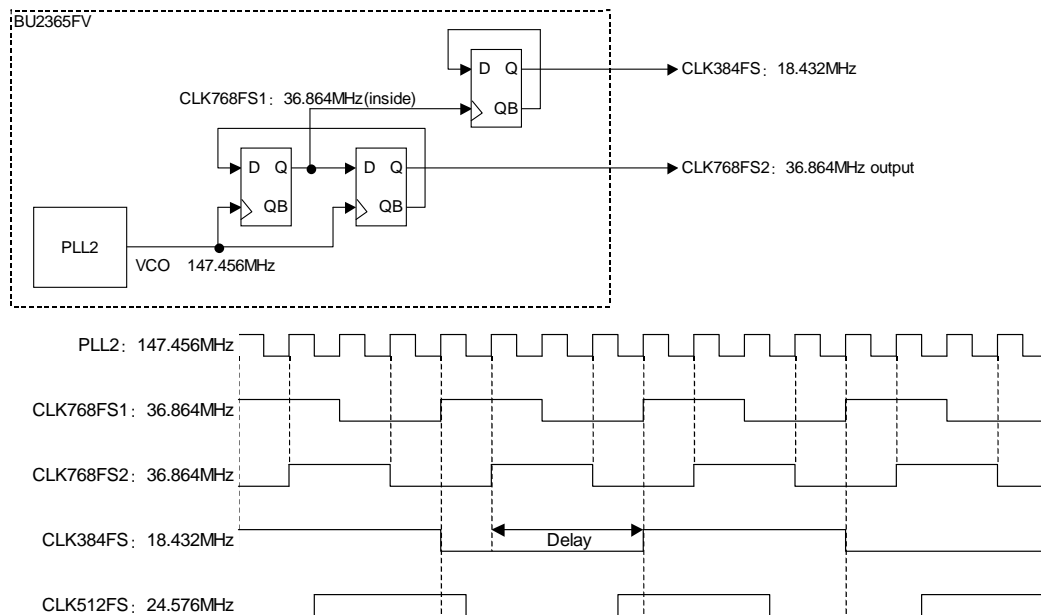 BU2365FV
D Q
QB
CLK384FS: 18.432MHz
CLK768FS1: 36.864MHz(inside)
D Q
QB
D Q
QB
CLK768FS2: 36.864MHz output
PLL2
VCO 147.456MHz
PLL2: 147.456MHz
CLK768FS1: 36.864MHz
CLK768FS2: 36.864MHz
CLK384FS: 18.432MHz
Delay
CLK512FS: 24.576MHz